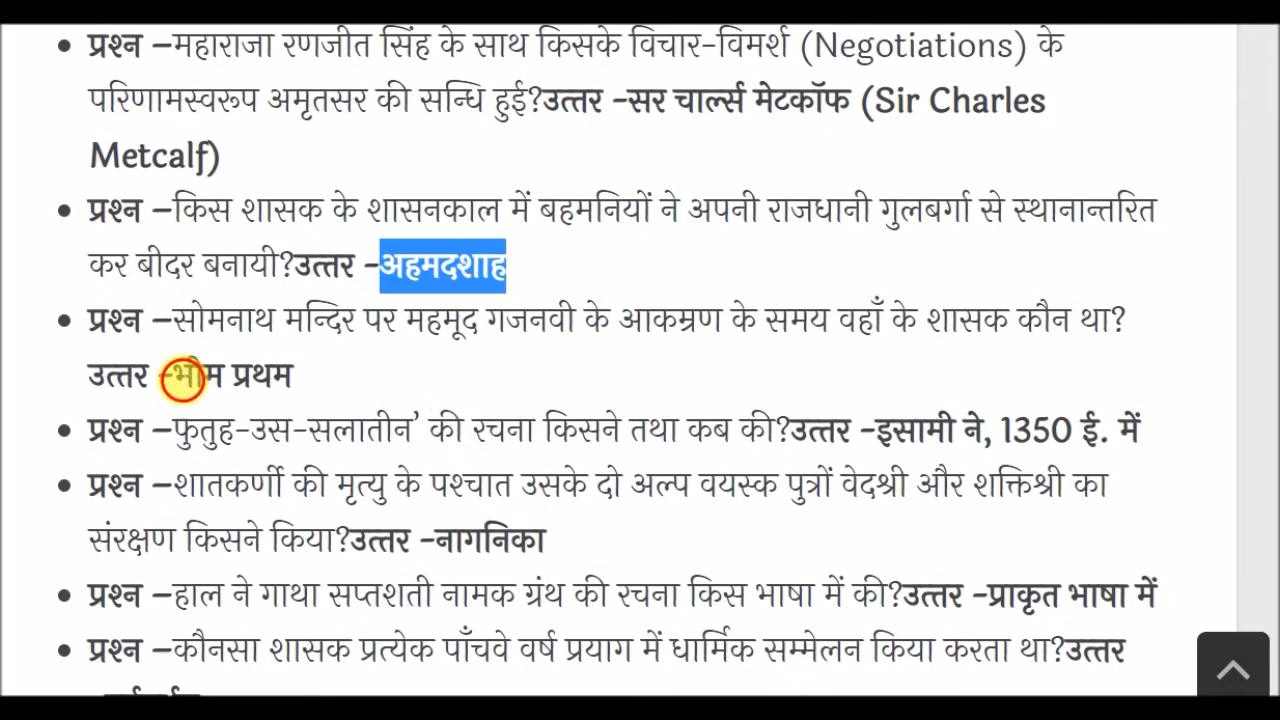 • प्रश्न –महाराजा रणजीत सिंह के साथ किसके विचार-विमर्श (Negotiations) के
परिणामस्वरूप अमृतसर की सन्धि हुई?उत्तर -सर चार्ल्स मेटकॉफ (Sir Charles
Metcalf)
• प्रश्न –किस शासक के शासनकाल में बहमनियों ने अपनी राजधानी गुलबर्गा से स्थानान्तरित
कर बीदर बनायी?उत्तर -अहमदशाह
• प्रश्न –सोमनाथ मन्दिर पर महमूद गजनवी के आकम्रण के समय वहाँ के शासक कौन था?
उत्तर -भीम प्रथम
• प्रश्न –फुतुह-उस-सलातीन’ की रचना किसने तथा कब की?उत्तर -इसामी ने, 1350 ई. में
• प्रश्न –शातकर्णी की मृत्यु के पश्चात उसके दो अल्प वयस्क पुत्रों वेदश्री और शक्तिश्री का
संरक्षण किसने किया?उत्तर -नागनिका
• प्रश्न –हाल ने गाथा सप्तशती नामक ग्रंथ की रचना किस भाषा में की?उत्तर -प्राकृत भाषा में
• प्रश्न –कौनसा शासक प्रत्येक पाँचवे वर्ष प्रयाग में धार्मिक सम्मेलन किया करता था?उत्तर